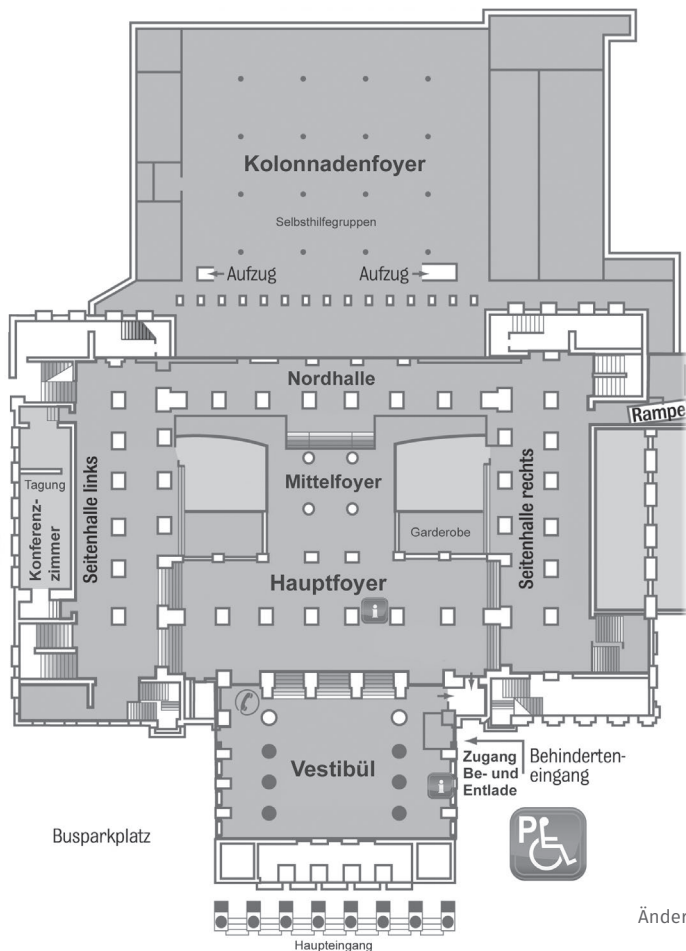 Kolonnadenfoyer
Selbsthilfegruppen
Aufzug
Aufzug
Nordhalle
Rampe
Seitenhalle links
Mittelfoyer
Seitenhalle rechts
Tagung
Konferenz-
zimmer
Garderobe
Hauptfoyer
i
Vestibül
i
Zugang
Be- und
Entlade
Behinderten-
eingang
P
Busparkplatz
Haupteingang
Änder